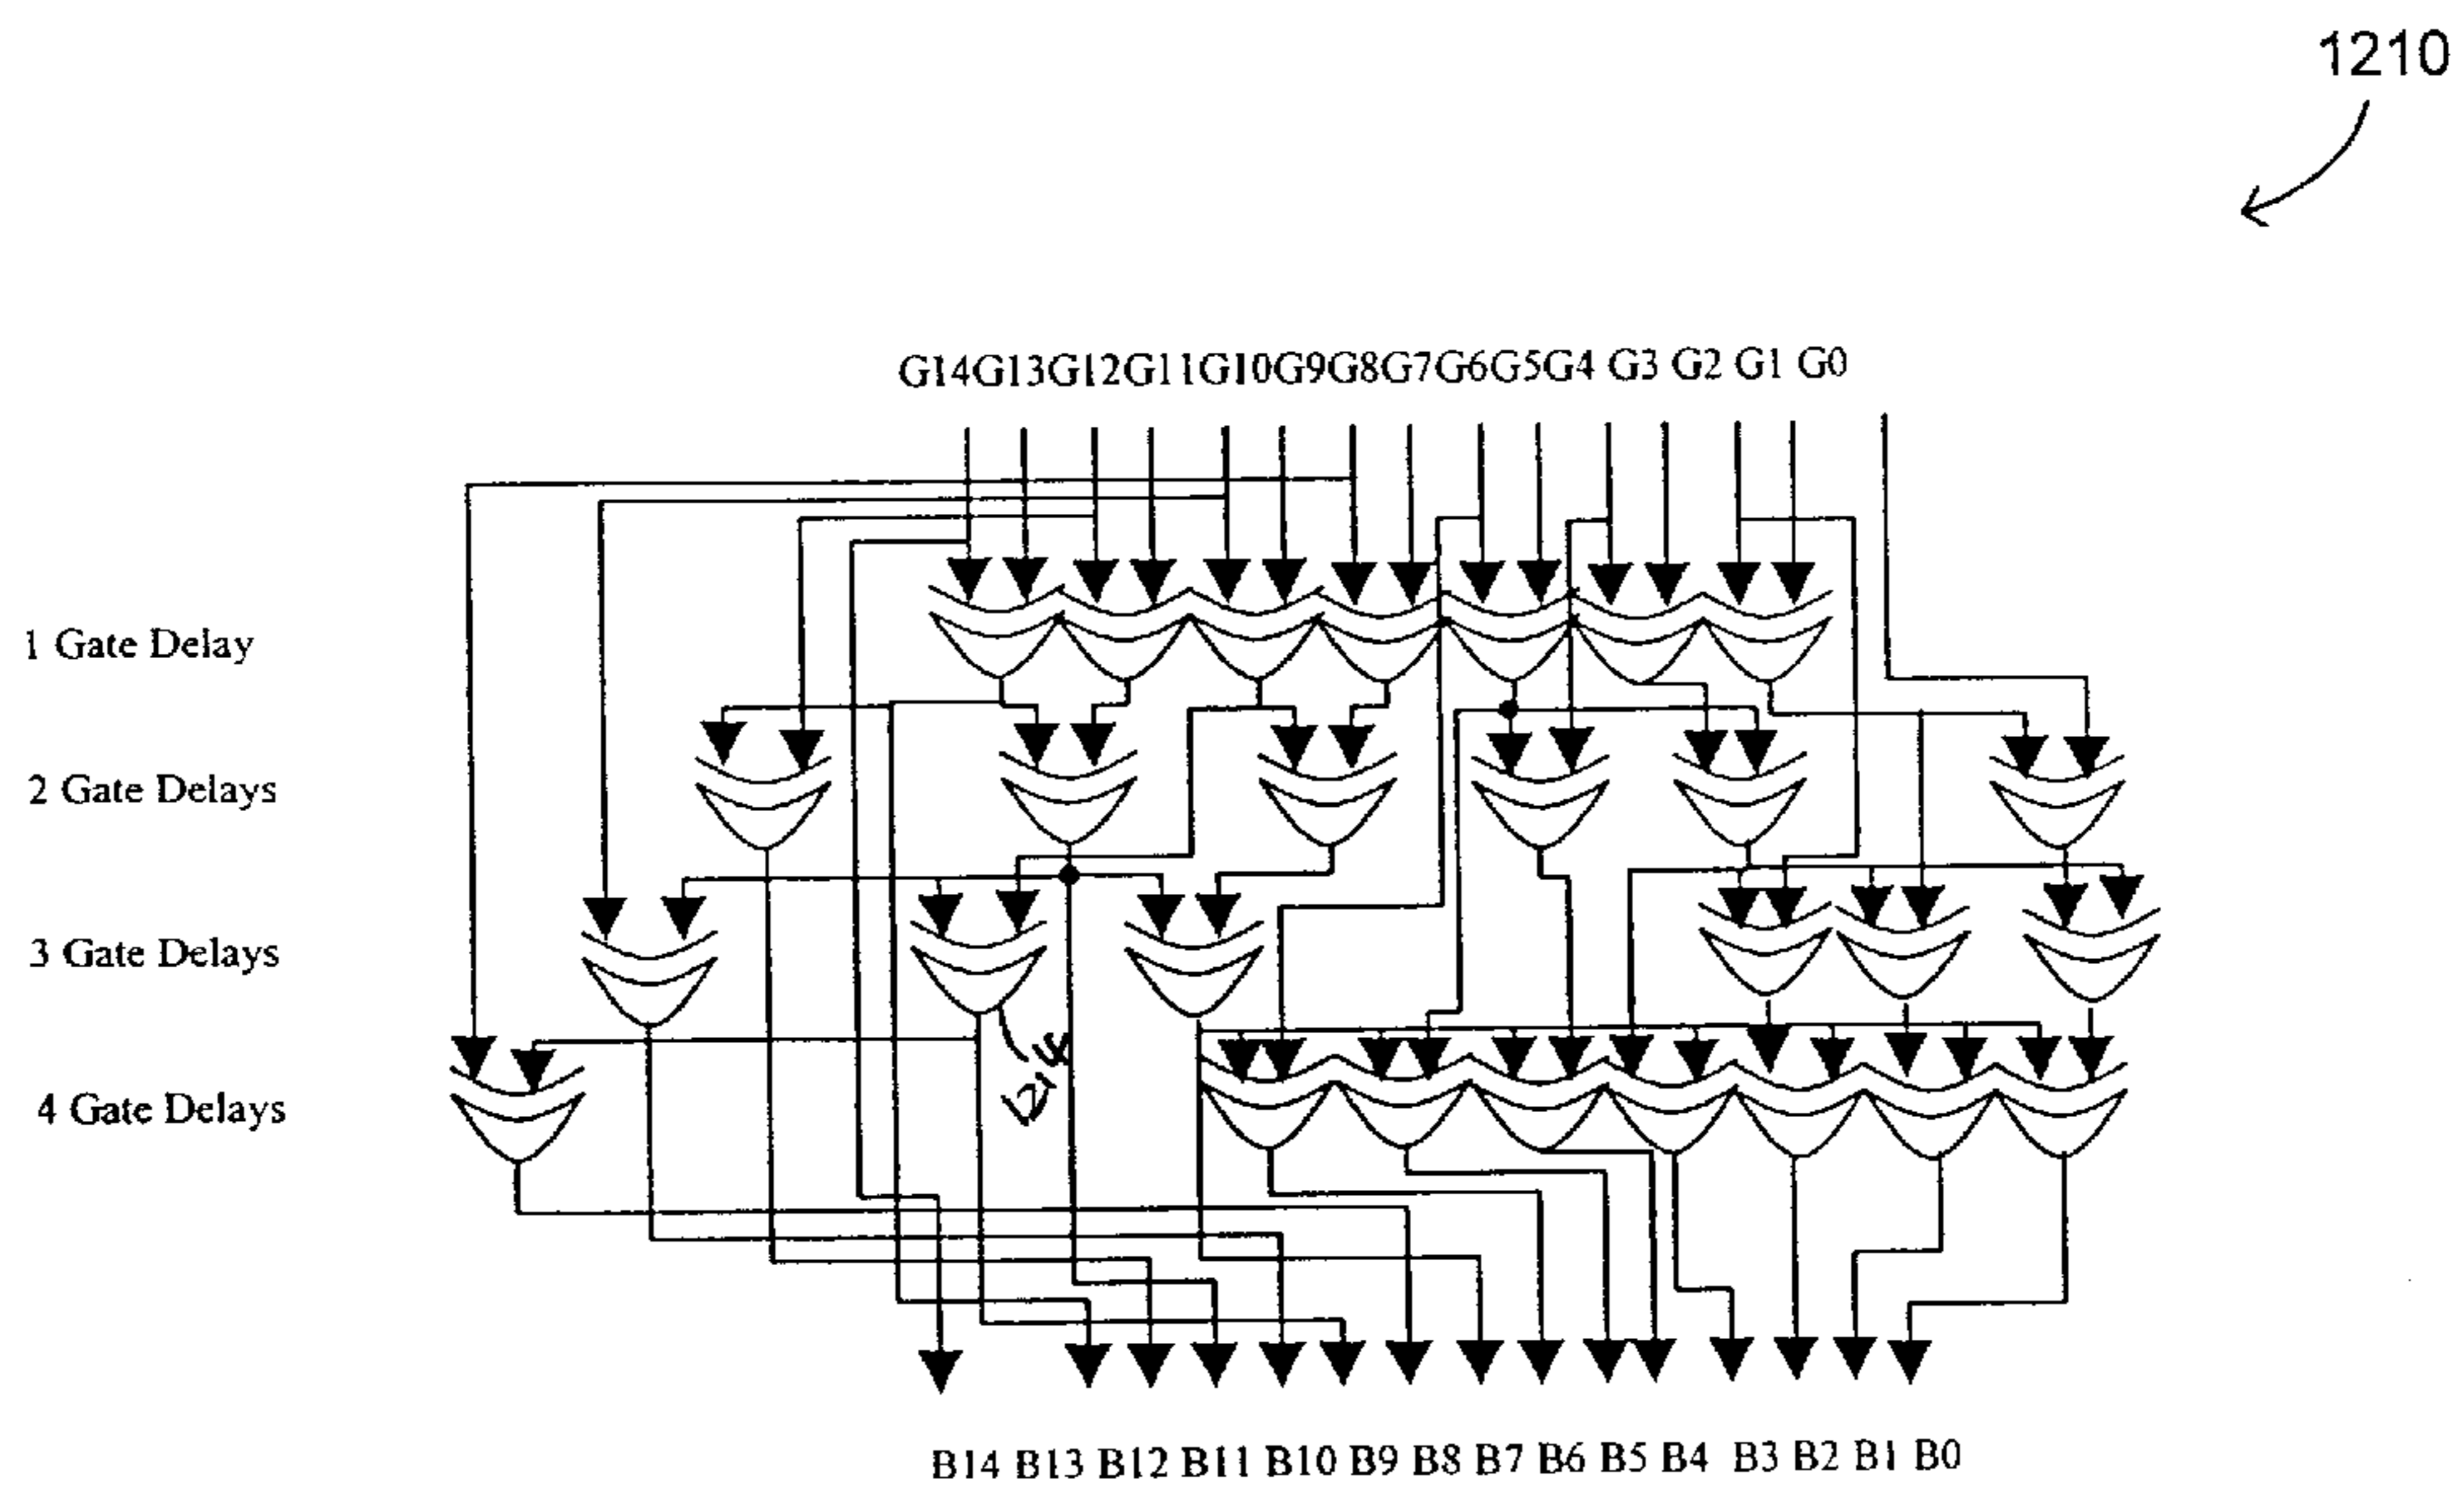 1210
G14G13G12G11G10G9G8G7G6G5G4 G3 G2 G1 G0
1 Gate Delay
2 Gate Delays
3 Gate Delays
4 Gate Delays
B14 B13 B12 B11 B10 B9 B8 B7 B6 B5 B4 B3 B2 B1 B0